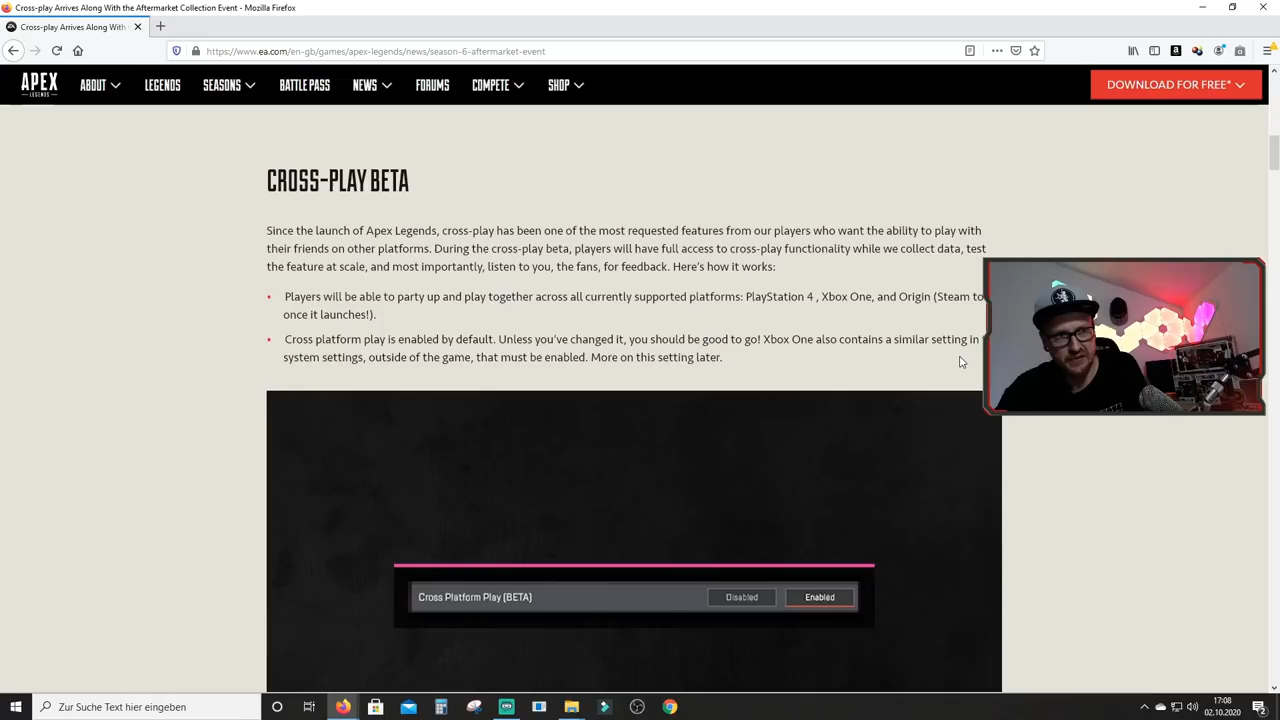 Cross-play Arrives Along With the Aftermarket Collection Event - Mozilla Firefox
Cross-play Arrives Along With
https://www.ea.com/en-gb/games/apex-legends/news/season-6-aftermarket-event
APEX
LEGENDS
ABOUT
LEGENDS
SEASONS
BATTLE PASS
NEWS
FORUMS
COMPETE
SHOP
DOWNLOAD FOR FREE*
CROSS-PLAY BETA
Since the launch of Apex Legends, cross-play has been one of the most requested features from our players who want the ability to play with
their friends on other platforms. During the cross-play beta, players will have full access to cross-play functionality while we collect data, test
the feature at scale, and most importantly, listen to you, the fans, for feedback. Here's how it works:
• Players will be able to party up and play together across all currently supported platforms: PlayStation 4 , Xbox One, and Origin (Steam
once it launches!).
• Cross platform play is enabled by default. Unless you've changed it, you should be good to go! Xbox One also contains a similar setting in
system settings, outside of the game, that must be enabled. More on this setting later.
Cross Platform Play (BETA)
Disabled
Enabled
Zur Suche Text hier eingeben
17:08
02.10.2020
2